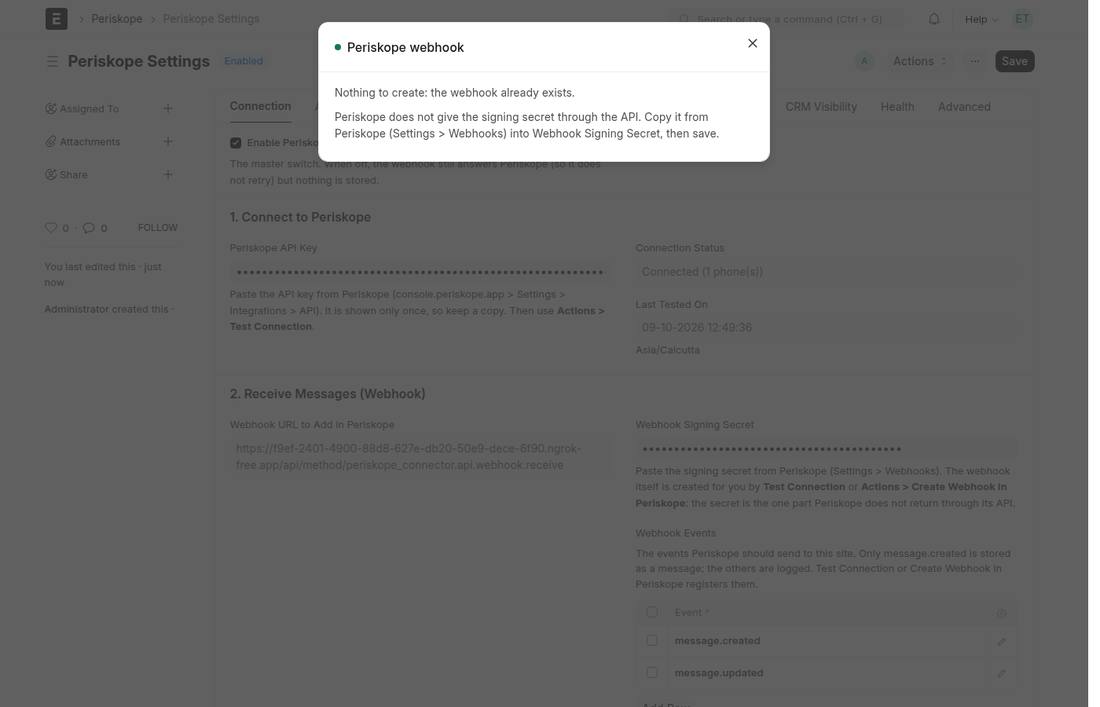 E
Periskope
Periskope Settings
Search or type a command (Ctrl + G)
Help
ET
Periskope Settings
Enabled
A
Actions
Save
Periskope webhook
Nothing to create: the webhook already exists.
Periskope does not give the signing secret through the API. Copy it from
Periskope (Settings > Webhooks) into Webhook Signing Secret, then save.
Assigned To
Attachments
Share
0 · 0
FOLLOW
You last edited this · just
now
Administrator created this ·
Connection
CRM Visibility
Health
Advanced
Enable Perisko
The master switch. When off, the webhook still answers Periskope (so it does
not retry) but nothing is stored.
1. Connect to Periskope
Periskope API Key
Paste the API key from Periskope (console.periskope.app > Settings >
Integrations > API). It is shown only once, so keep a copy. Then use Actions >
Test Connection.
Connection Status
Connected (1 phone(s))
Last Tested On
09-10-2026 12:49:36
Asia/Calcutta
2. Receive Messages (Webhook)
Webhook URL to Add in Periskope
https://f9ef-2401-4900-88d8-627e-db20-50e9-dece-6f90.ngrok-
free.app/api/method/periskope_connector.api.webhook.receive
Webhook Signing Secret
Paste the signing secret from Periskope (Settings > Webhooks). The webhook
itself is created for you by Test Connection or Actions > Create Webhook in
Periskope; the secret is the one part Periskope does not return through its API.
Webhook Events
The events Periskope should send to this site. Only message.created is stored
as a message; the others are logged. Test Connection or Create Webhook in
Periskope registers them.
Event *
message.created
message.updated